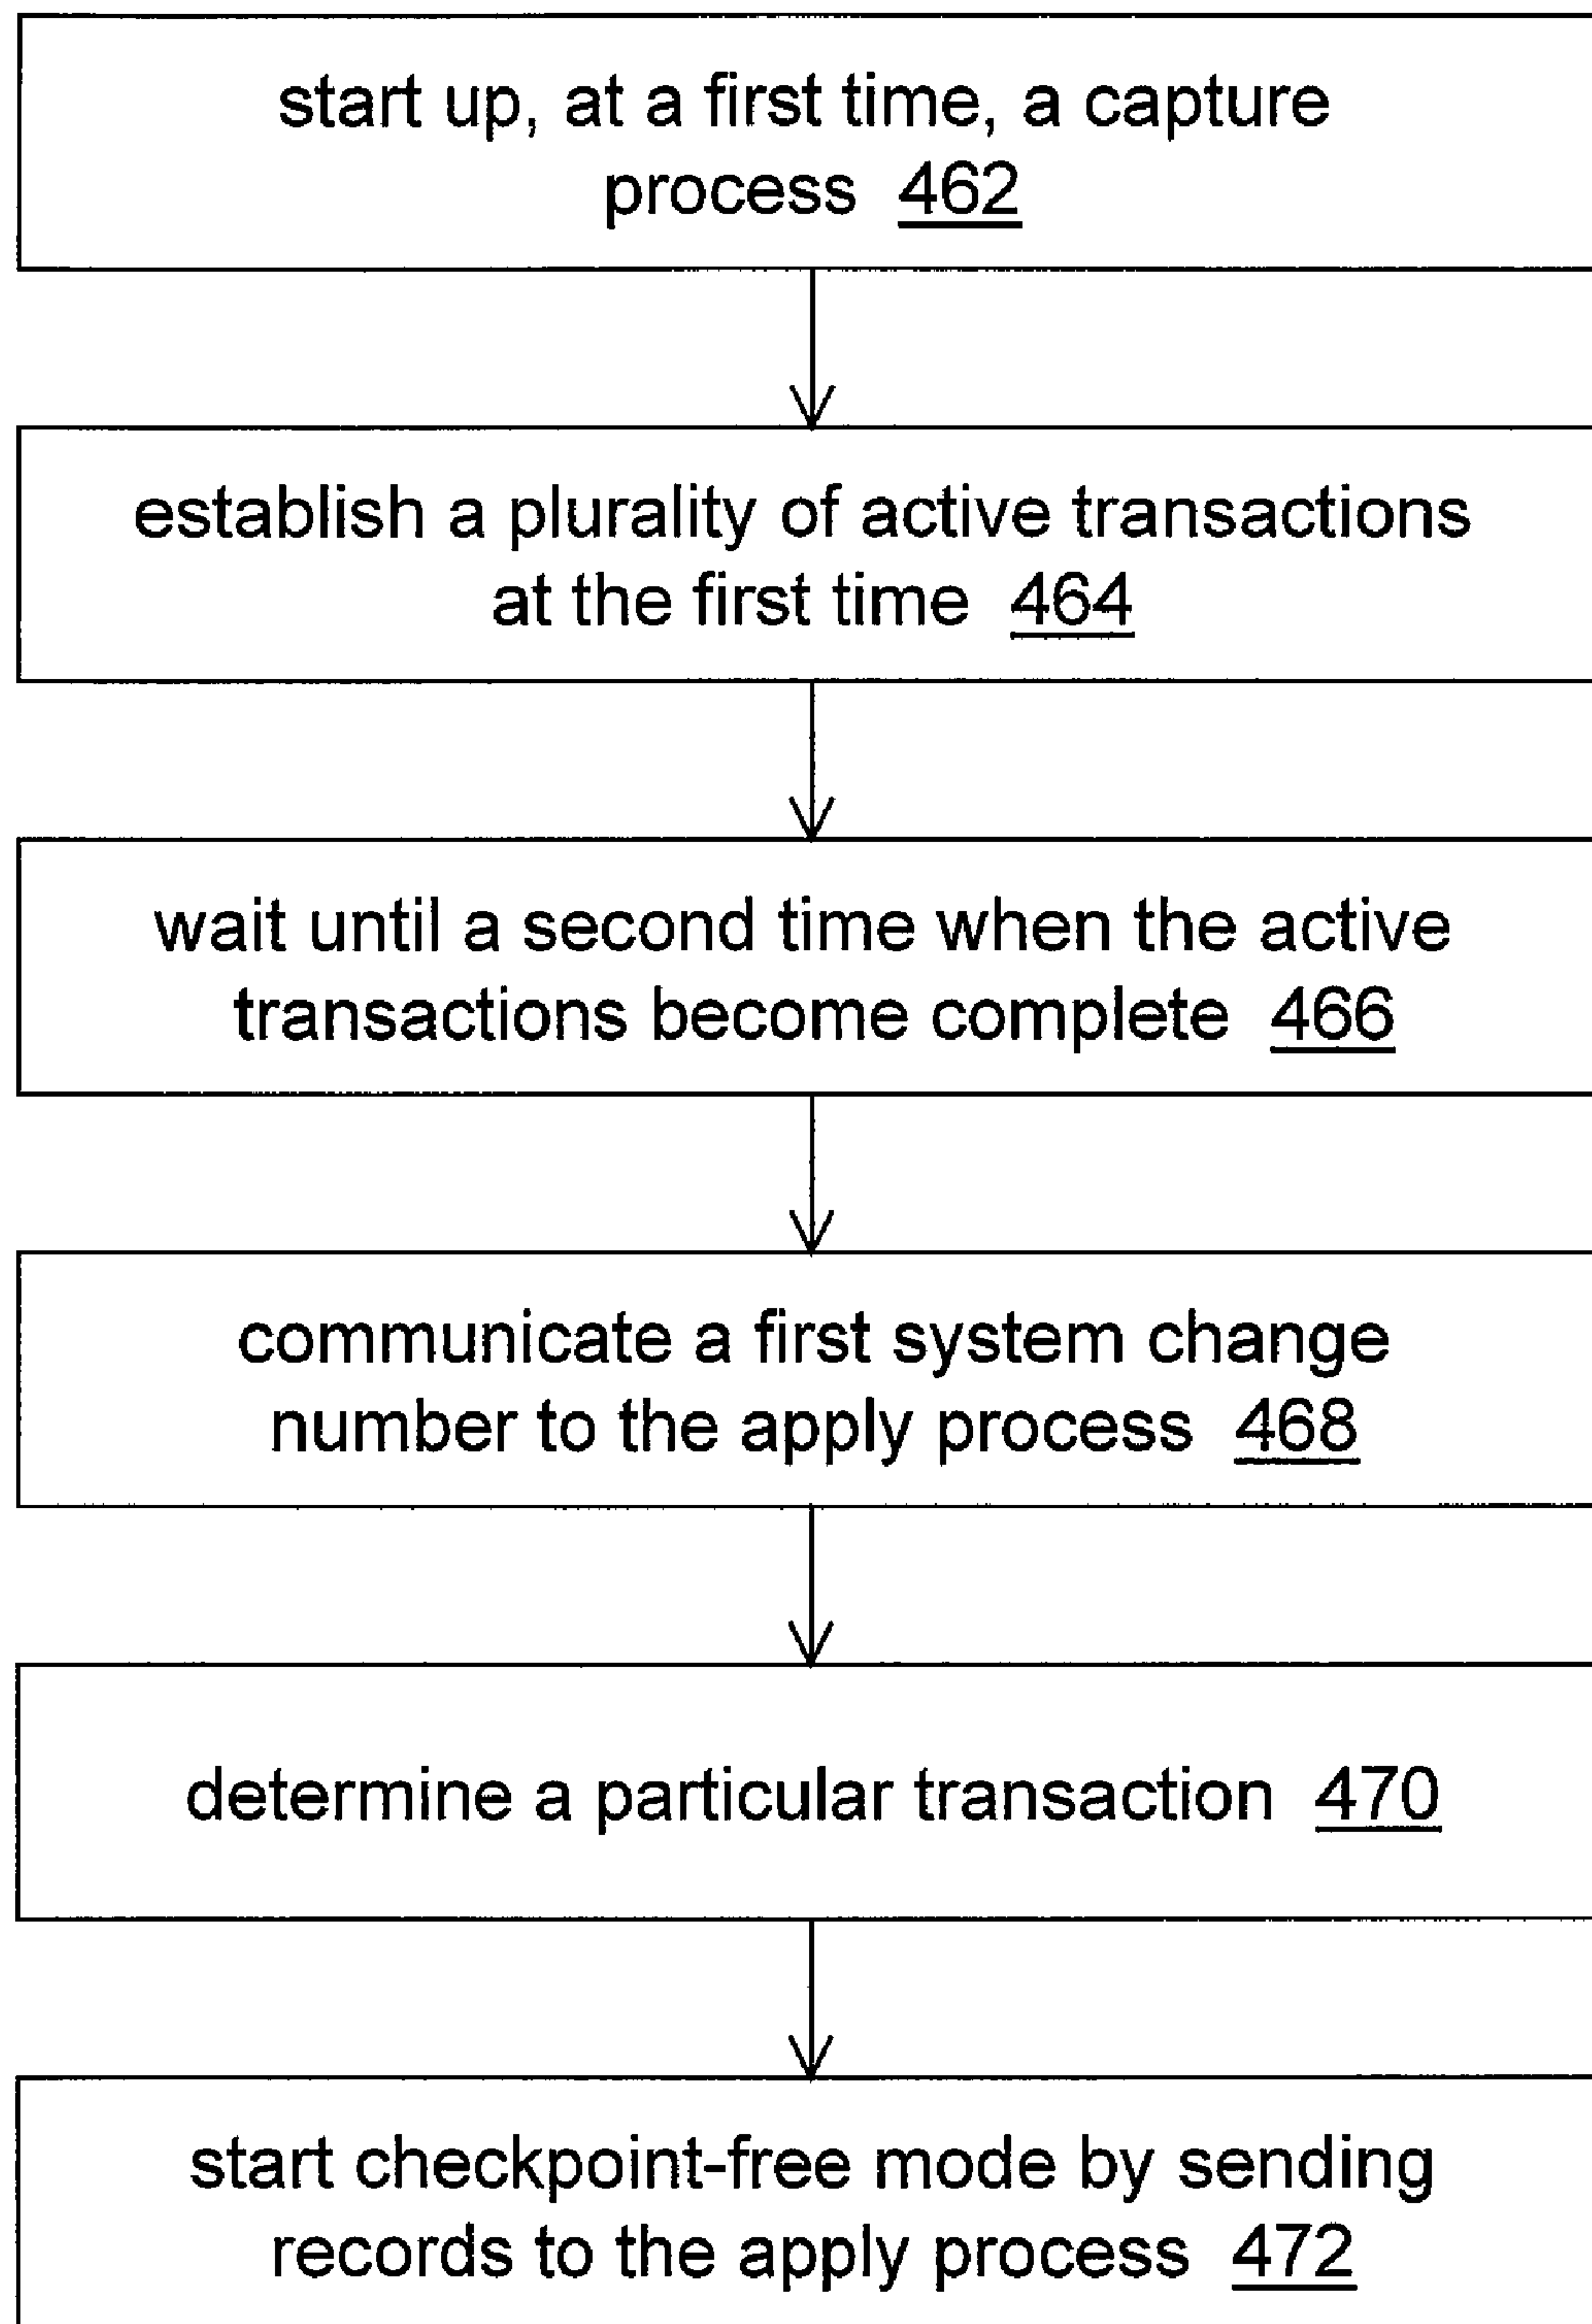 start up, at a first time, a capture
process 462
establish a plurality of active transactions
at the first time 464
wait until a second time when the active
transactions become complete 466
communicate a first system change
number to the apply process 468
determine a particular transaction 470
start checkpoint-free mode by sending
records to the apply process 472